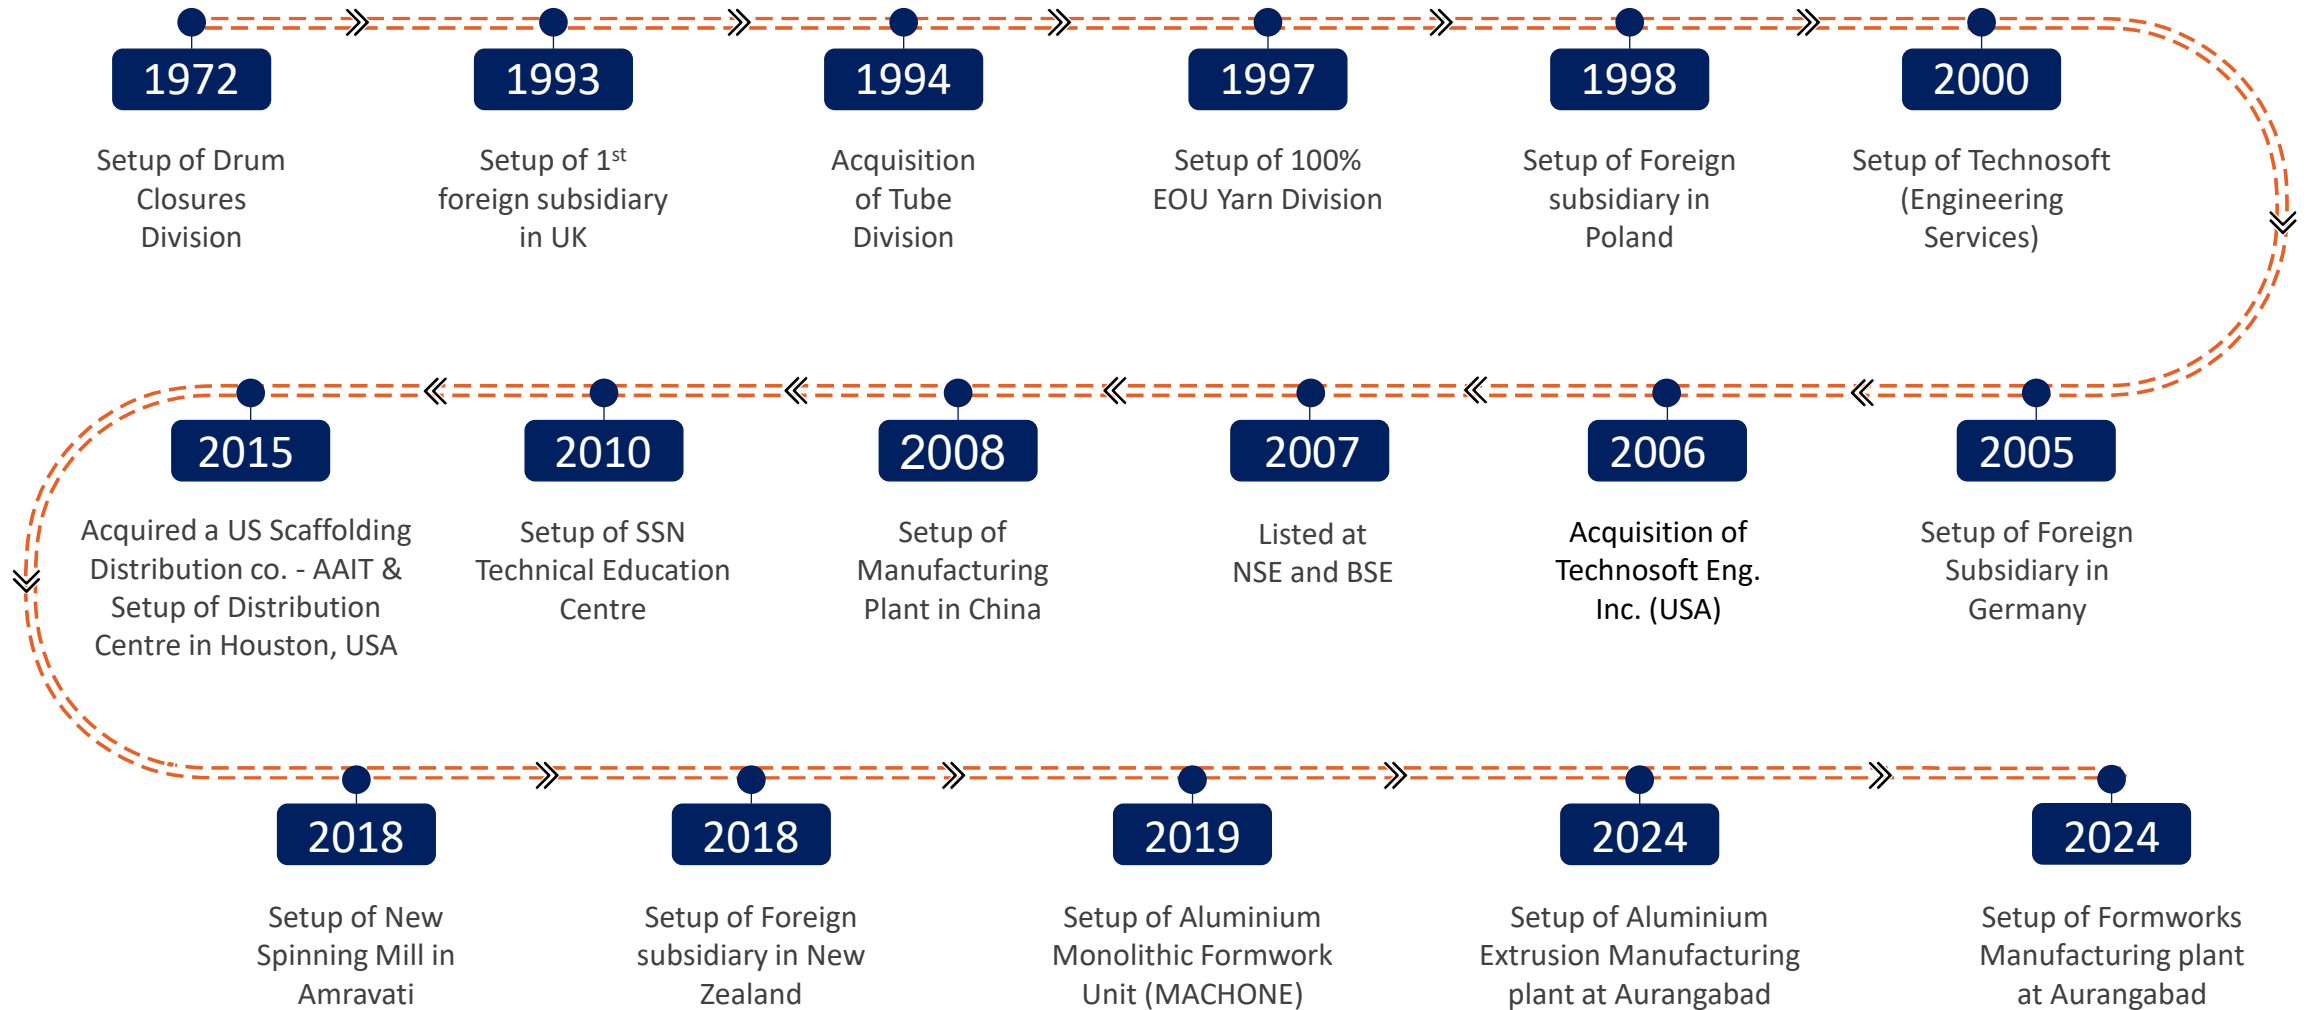 1972
Setup of Drum
Closures
Division
1993
Setup of 1st
foreign subsidiary
in UK
1994
Acquisition
of Tube
Division
1997
Setup of 100%
EOU Yarn Division
1998
Setup of Foreign
subsidiary in
Poland
2000
Setup of Technosoft
(Engineering
Services)
2005
Setup of Foreign
Subsidiary in
Germany
2006
Acquisition of
Technosoft Eng.
Inc. (USA)
2007
Listed at
NSE and BSE
2008
Setup of
Manufacturing
Plant in China
2010
Setup of SSN
Technical Education
Centre
2015
Acquired a US Scaffolding
Distribution co. - AAIT &
Setup of Distribution
Centre in Houston, USA
2018
Setup of New
Spinning Mill in
Amravati
2018
Setup of Foreign
subsidiary in New
Zealand
2019
Setup of Aluminium
Monolithic Formwork
Unit (MACHONE)
2024
Setup of Aluminium
Extrusion Manufacturing
plant at Aurangabad
2024
Setup of Formworks
Manufacturing plant
at Aurangabad